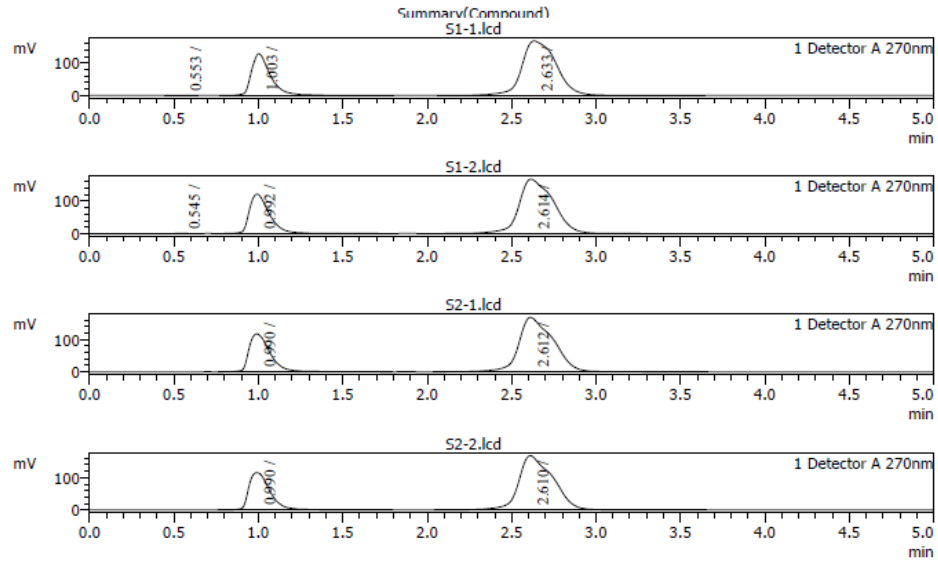 Summary(Compound)
S1-1.lcd
mV
1 Detector A 270nm
100
0.553 /
1.003 /
2.633 /
0
0.0 0.5 1.0 1.5 2.0 2.5 3.0 3.5 4.0 4.5 5.0
min
S1-2.lcd
mV
1 Detector A 270nm
100
0.545 /
0.992 /
2.614 /
0
0.0 0.5 1.0 1.5 2.0 2.5 3.0 3.5 4.0 4.5 5.0
min
S2-1.lcd
mV
1 Detector A 270nm
100
0.990 /
2.612 /
0
0.0 0.5 1.0 1.5 2.0 2.5 3.0 3.5 4.0 4.5 5.0
min
S2-2.lcd
mV
1 Detector A 270nm
100
0.990 /
2.610 /
0
0.0 0.5 1.0 1.5 2.0 2.5 3.0 3.5 4.0 4.5 5.0
min